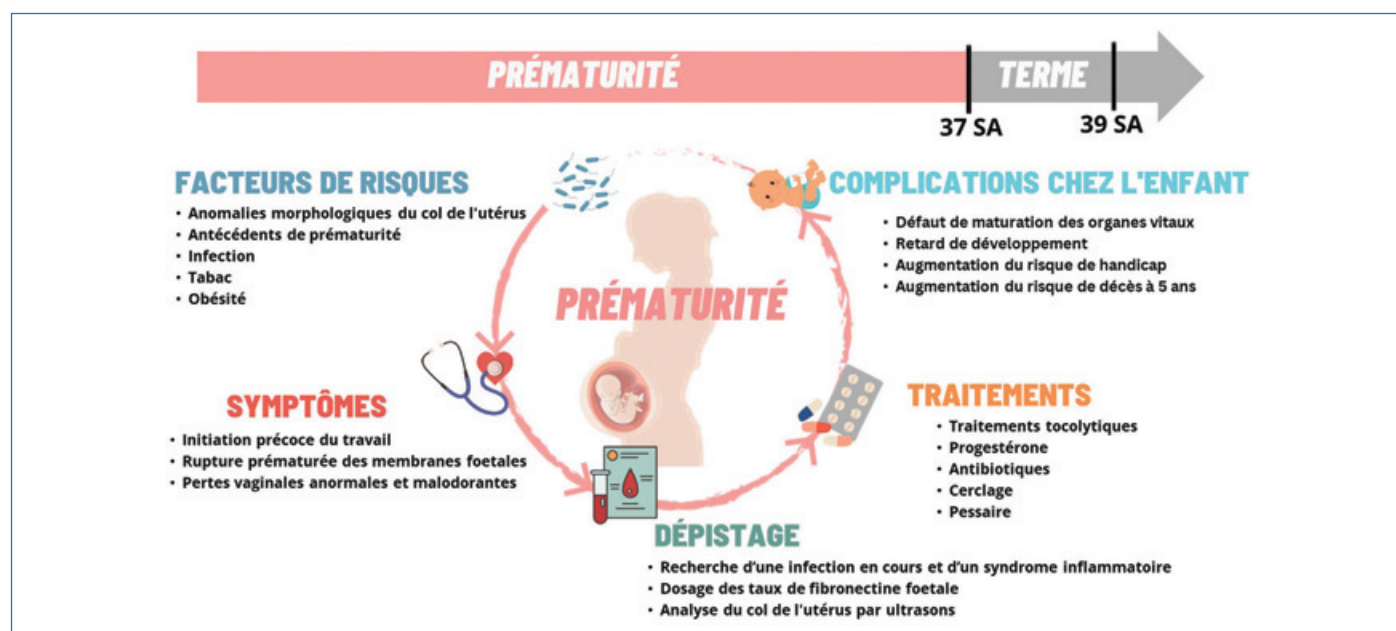 PRÉMATURITÉ
TERME
37 SA
39 SA
FACTEURS DE RISQUES
• Anomalies morphologiques du col de l'utérus
• Antécédents de prématurité
• Infection
• Tabac
• Obésité
COMPLICATIONS CHEZ L'ENFANT
• Défaut de maturation des organes vitaux
• Retard de développement
• Augmentation du risque de handicap
• Augmentation du risque de décès à 5 ans
PRÉMATURITÉ
SYMPTÔMES
• Initiation précoce du travail
• Rupture prématurée des membranes foetales
• Pertes vaginales anormales et malodorantes
TRAITEMENTS
• Traitements tocolytiques
• Progestérone
• Antibiotiques
• Cerclage
• Pessaire
DÉPISTAGE
• Recherche d'une infection en cours et d'un syndrome inflammatoire
• Dosage des taux de fibronectine foetale
• Analyse du col de l'utérus par ultrasons